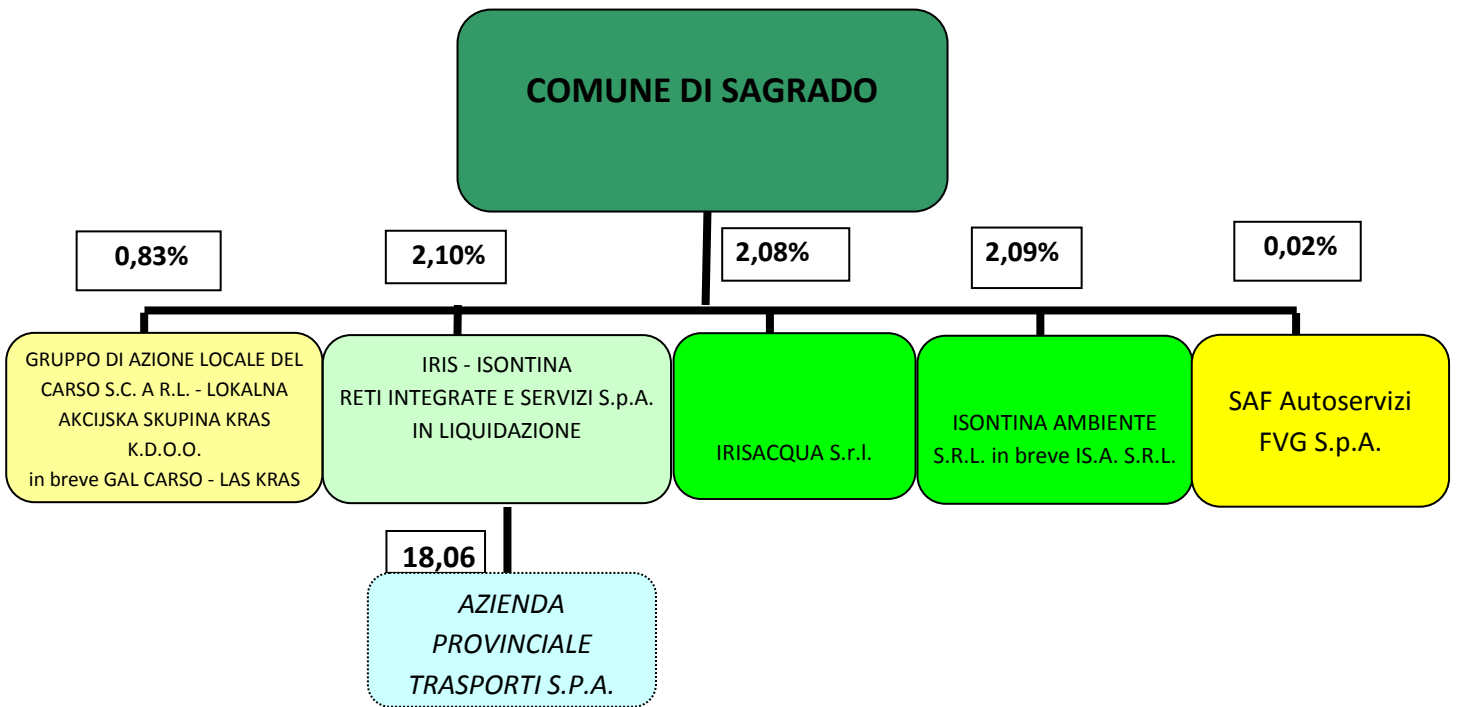 COMUNE DI SAGRADO
0,83%
2,10%
2,08%
2,09%
0,02%
GRUPPO DI AZIONE LOCALE DEL
CARSO S.C. A R.L. - LOKALNA
AKCIJSKA SKUPINA KRAS
K.D.O.O.
in breve GAL CARSO - LAS KRAS
IRIS - ISONTINA
RETI INTEGRATE E SERVIZI S.p.A.
IN LIQUIDAZIONE
IRISACQUA S.r.l.
ISONTINA AMBIENTE
S.R.L. in breve IS.A. S.R.L.
SAF Autoservizi
FVG S.p.A.
18,06
AZIENDA
PROVINCIALE
TRASPORTI S.P.A.